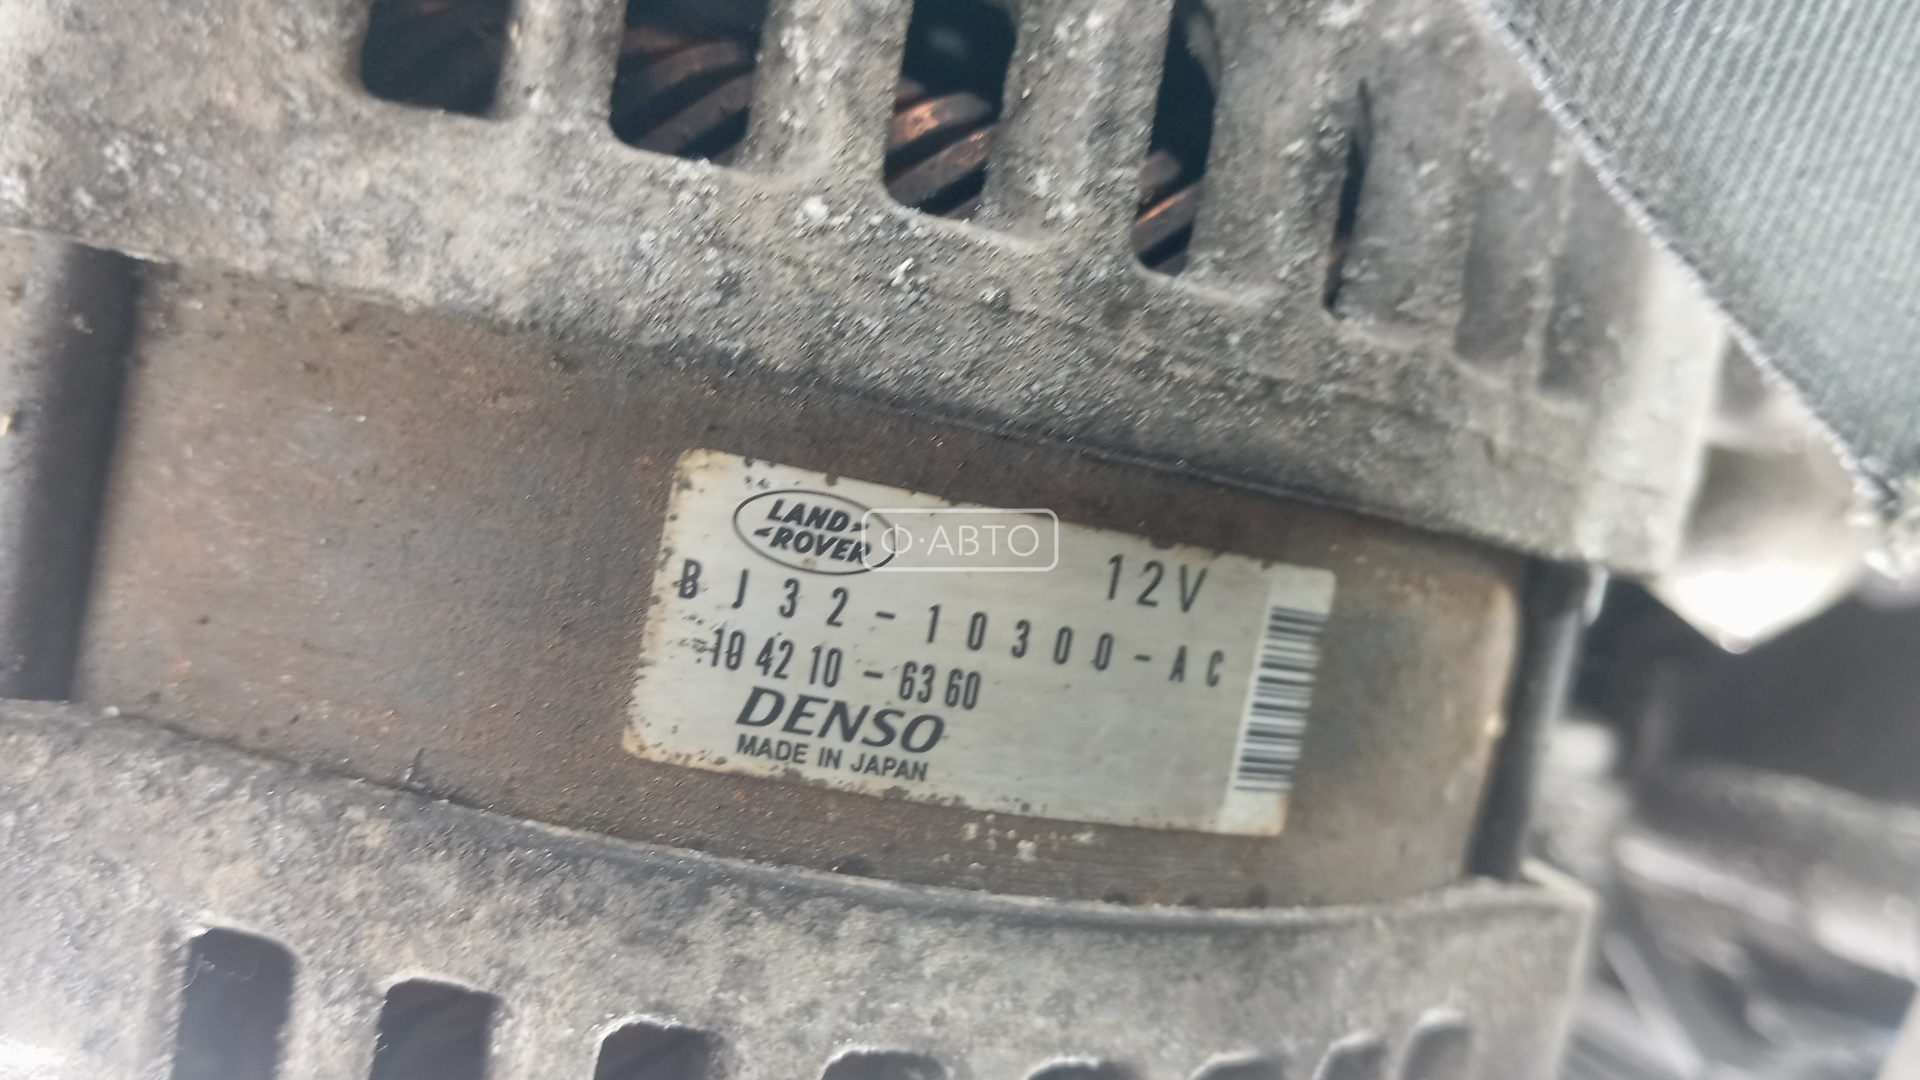 LAND
ROVER
Ф·АВТО
12V
BJ32-10300-AC
104210-6360
DENSO
MADE IN JAPAN